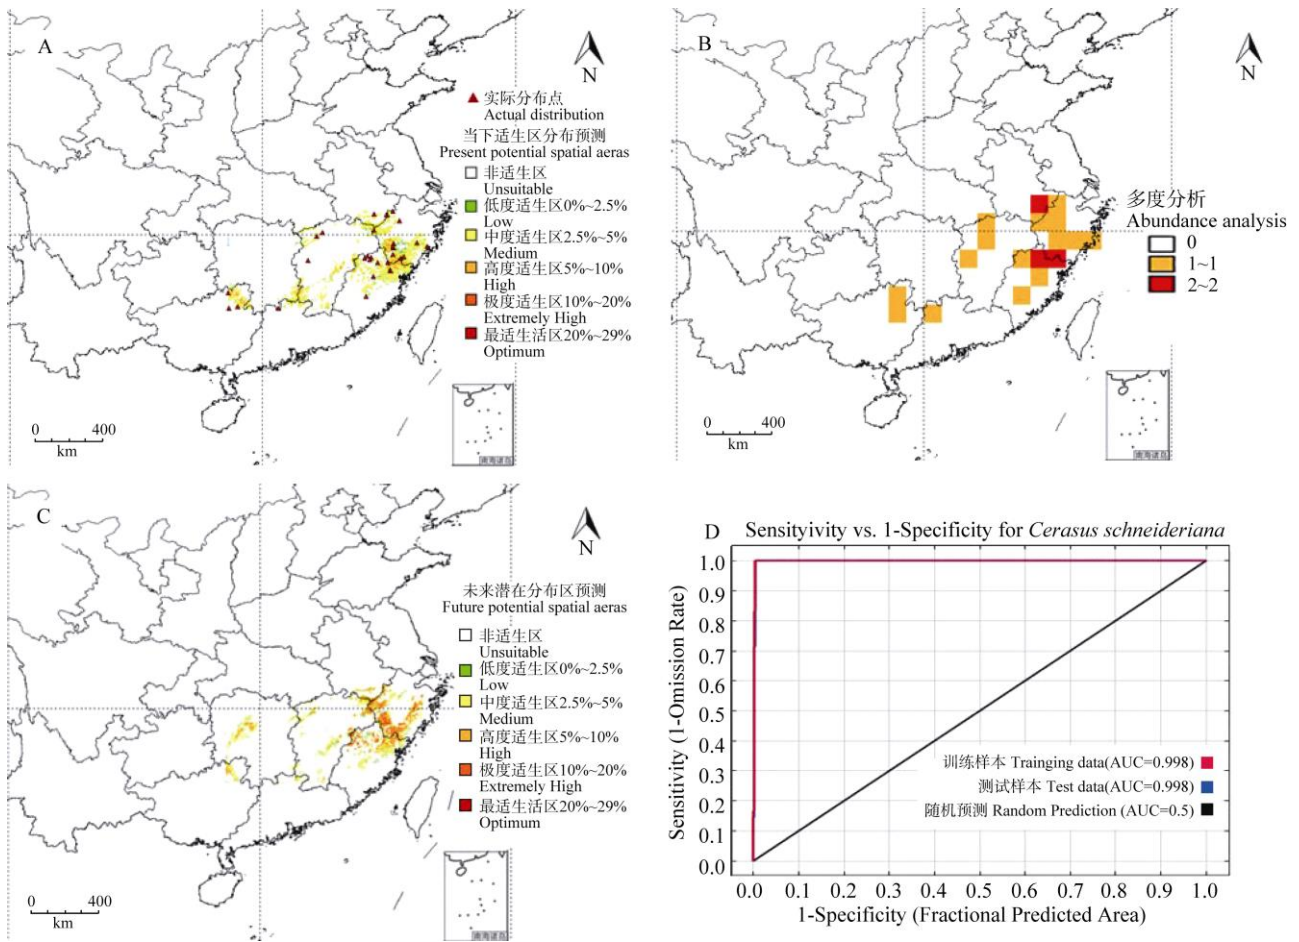 A
N
实际分布点
Actual distribution
当下适生区分布预测
Present potential spatial aeras
非适生区
Unsuitable
低度适生区0%~2.5%
Low
中度适生区2.5%~5%
Medium
高度适生区5%~10%
High
极度适生区10%~20%
Extremely High
最适生活区20%~29%
Optimum
0 400
km
南海诸岛
B
N
多度分析
Abundance analysis
0
1~1
2~2
0 400
km
南海诸岛
C
N
未来潜在分布区预测
Future potential spatial aeras
非适生区
Unsuitable
低度适生区0%~2.5%
Low
中度适生区2.5%~5%
Medium
高度适生区5%~10%
High
极度适生区10%~20%
Extremely High
最适生活区20%~29%
Optimum
0 400
km
南海诸岛
D Sensityivity vs. 1-Specificity for Cerasus schneideriana
Sensitivity (1-Omission Rate)
1.0
0.9
0.8
0.7
0.6
0.5
0.4
0.3
0.2
0.1
0.0
训练样本 Trainging data(AUC=0.998)
测试样本 Test data(AUC=0.998)
随机预测 Random Prediction (AUC=0.5)
0.0 0.1 0.2 0.3 0.4 0.5 0.6 0.7 0.8 0.9 1.0
1-Specificity (Fractional Predicted Area)